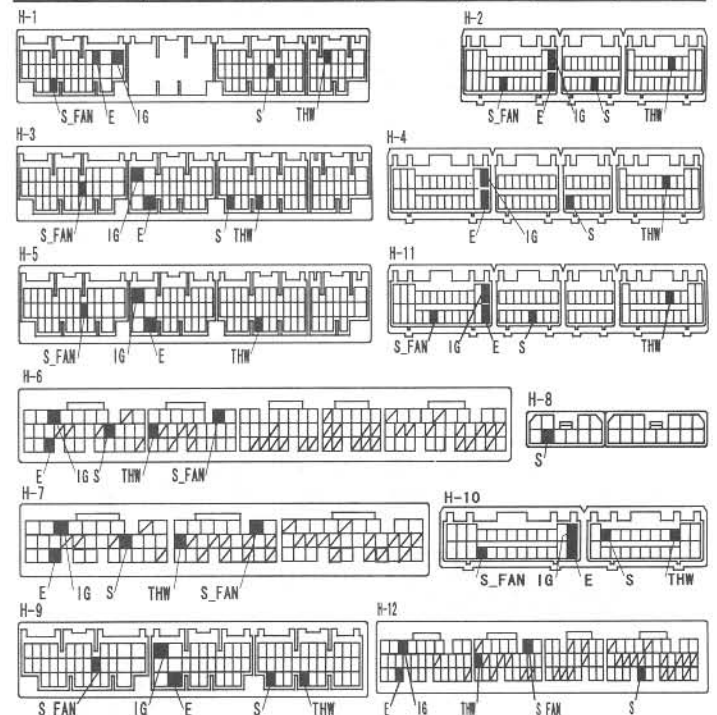 H-1
S_FAN E IG S THW
H-2
S_FAN E IG S THW
H-3
S_FAN IG E S THW
H-4
E IG S
H-5
S_FAN IG E THW
H-11
S_FAN IG E S THW
H-6
E IG S THW S_FAN
H-8
S
H-7
E IG S THW S_FAN
H-10
S_FAN IG E S THW
H-9
S_FAN IG E S THW
H-12
E IG THW S_FAN S